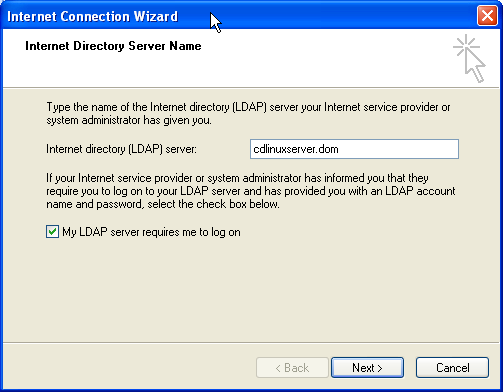 Internet Connection Wizard
Internet Directory Server Name
Type the name of the Internet directory (LDAP) server your Internet service provider or
system administrator has given you.
Internet directory (LDAP) server:
cdlinuxserver.dom
If your Internet service provider or system administrator has informed you that they
require you to log on to your LDAP server and has provided you with an LDAP account
name and password, select the check box below.
My LDAP server requires me to log on
< Back
Next >
Cancel